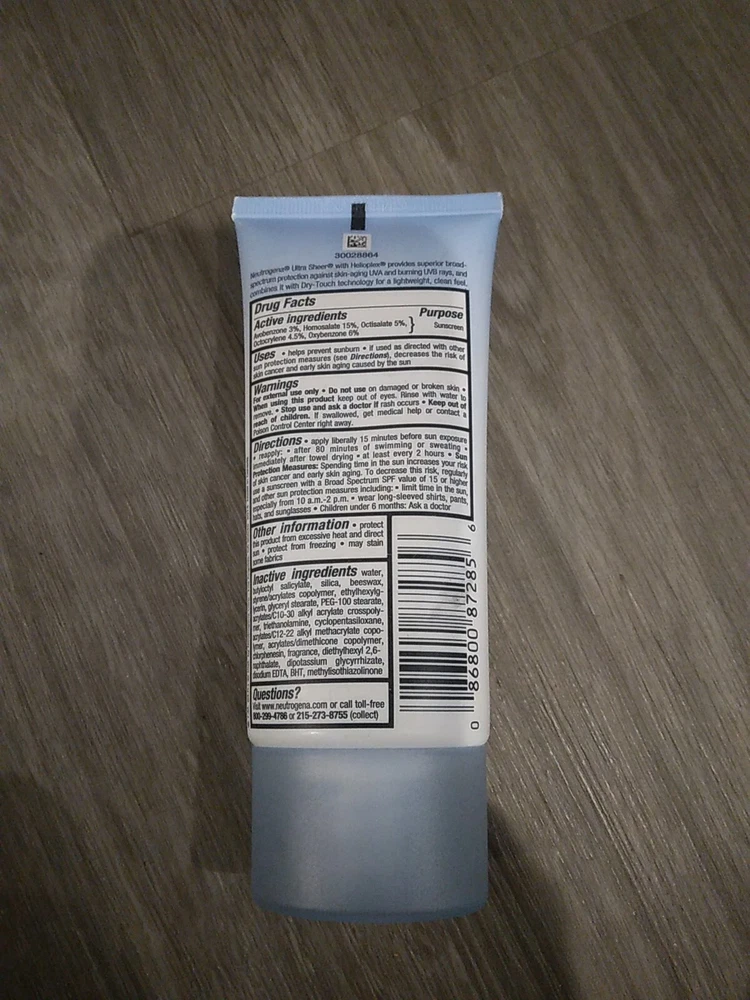 30028864
Neutrogena® Ultra Sheer® with Helioplex® provides superior broad-
spectrum protection against skin-aging UVA and burning UVB rays, and
combines it with Dry-Touch technology for a lightweight, clean feel.
Drug Facts
Active ingredients Purpose
Avobenzone 3%, Homosalate 15%, Octisalate 5%,
Octocrylene 4.5%, Oxybenzone 6% } Sunscreen
Uses • helps prevent sunburn • if used as directed with other
sun protection measures (see Directions), decreases the risk of
skin cancer and early skin aging caused by the sun
Warnings
For external use only • Do not use on damaged or broken skin •
When using this product keep out of eyes. Rinse with water to
remove. • Stop use and ask a doctor if rash occurs • Keep out of
reach of children. If swallowed, get medical help or contact a
Poison Control Center right away.
Directions • apply liberally 15 minutes before sun exposure
• reapply: • after 80 minutes of swimming or sweating •
immediately after towel drying • at least every 2 hours • Sun
Protection Measures: Spending time in the sun increases your risk
of skin cancer and early skin aging. To decrease this risk, regularly
use a sunscreen with a Broad Spectrum SPF value of 15 or higher
and other sun protection measures including: • limit time in the sun,
especially from 10 a.m.-2 p.m. • wear long-sleeved shirts, pants,
hats, and sunglasses • Children under 6 months: Ask a doctor
Other information • protect
this product from excessive heat and direct
sun • protect from freezing • may stain
some fabrics
Inactive ingredients water,
butyloctyl salicylate, silica, beeswax,
styrene/acrylates copolymer, ethylhexylg-
lycerin, glyceryl stearate, PEG-100 stearate,
acrylates/C10-30 alkyl acrylate crosspoly-
mer, triethanolamine, cyclopentasiloxane,
acrylates/C12-22 alkyl methacrylate copo-
lymer, acrylates/dimethicone copolymer,
chlorphenesin, fragrance, diethylhexyl 2,6-
naphthalate, dipotassium glycyrrhizate,
disodium EDTA, BHT, methylisothiazolinone
Questions?
Visit www.neutrogena.com or call toll-free
800-299-4786 or 215-273-8755 (collect)
0 86800 87285 6